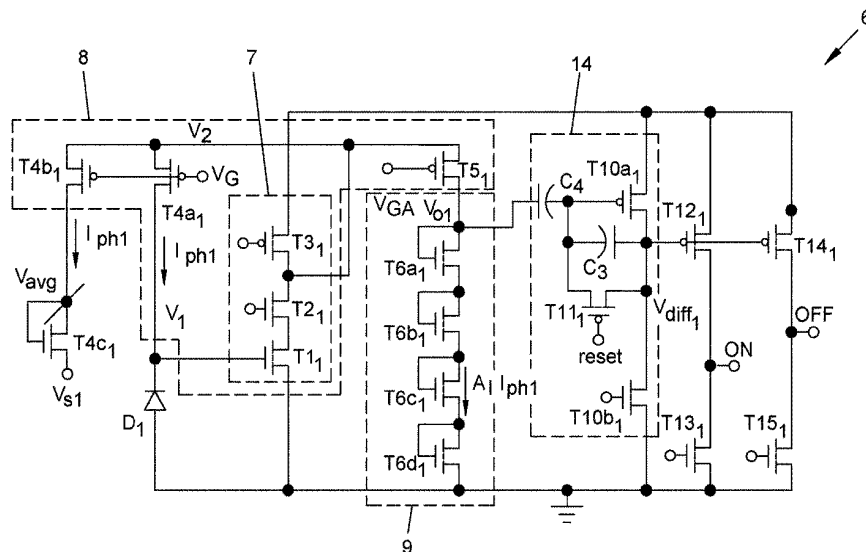 6
8
7
14
V2
T4b1
VG
T4a1
T51
C4
T10a1
T121
T141
VGA Vo1
Iph1
Iph1
T31
T6a1
C3
Vavg
V1
T21
T6b1
T111
Vdiff1
OFF
T4c1
T11
reset
ON
Vs1
T6c1
AI Iph1
D1
T10b1
T131
T151
T6d1
9